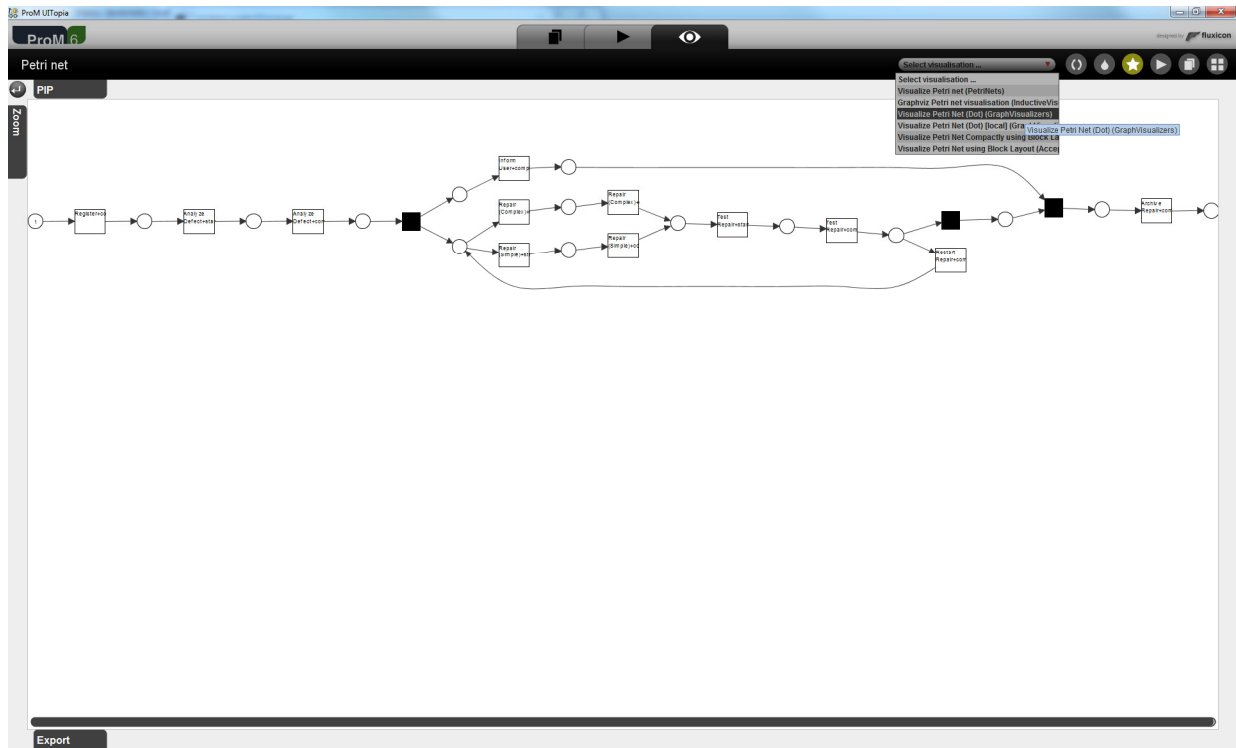 ProM UITopia
ProM 6
designed by fluxicon
Petri net
Select visualisation ...
Select visualisation ...
Visualize Petri net (PetriNets)
Graphviz Petri net visualisation (InductiveVis
Visualize Petri Net (Dot) (GraphVisualizers)
Visualize Petri Net (Dot) [local] (Gra
Visualize Petri Net (Dot) (GraphVisualizers)
Visualize Petri Net Compactly using Block La
Visualize Petri Net using Block Layout (Acce
PIP
Zoom
Inform
User+comp
1
Register+co
Analyze
Defect+sta
Analyze
Defect+cor
Repair
(Complex)+
Repair
(Complex)+
Repair
(Simple)+st
Repair
(Simple)+co
Test
Repair+star
Test
Repair+com
Restart
Repair+com
Archive
Repair+com
Export